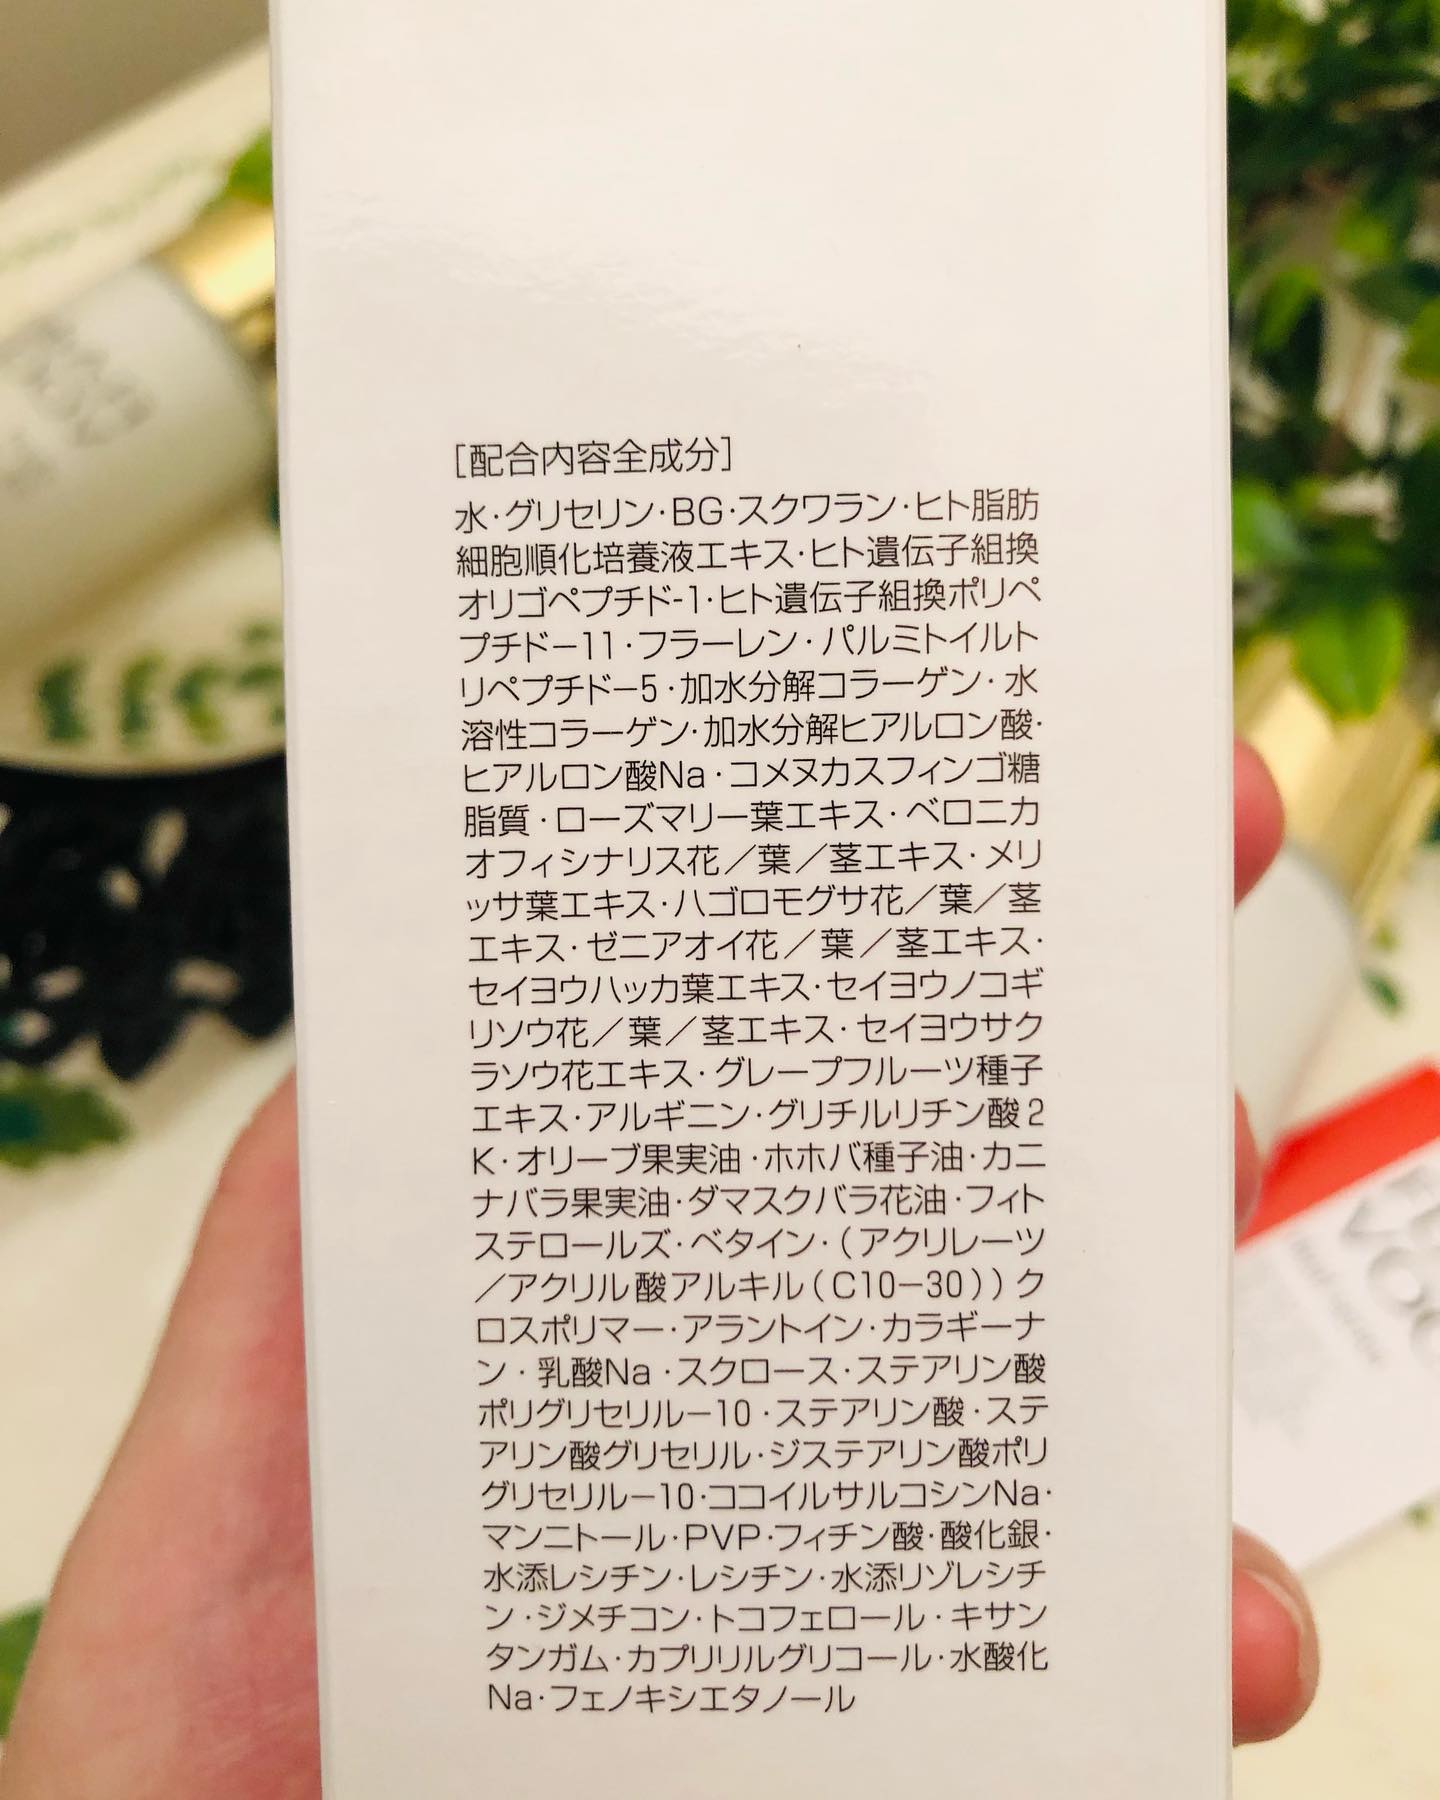 [配合内容全成分]
水・グリセリン・BG・スクワラン・ヒト脂肪
細胞順化培養液エキス・ヒト遺伝子組換
オリゴペプチド-1・ヒト遺伝子組換ポリペ
プチド−11・フラーレン・パルミトイルト
リペプチド−5・加水分解コラーゲン・水
溶性コラーゲン・加水分解ヒアルロン酸・
ヒアルロン酸Na・コメヌカスフィンゴ糖
脂質・ローズマリー葉エキス・ベロニカ
オフィシナリス花／葉／茎エキス・メリ
ッサ葉エキス・ハゴロモグサ花／葉／茎
エキス・ゼニアオイ花／葉／茎エキス・
セイヨウハッカ葉エキス・セイヨウノコギ
リソウ花／葉／茎エキス・セイヨウサク
ラソウ花エキス・グレープフルーツ種子
エキス・アルギニン・グリチルリチン酸2
K・オリーブ果実油・ホホバ種子油・カニ
ナバラ果実油・ダマスクバラ花油・フィト
ステロールズ・ベタイン・(アクリレーツ
／アクリル酸アルキル(C10−30))ク
ロスポリマー・アラントイン・カラギーナ
ン・乳酸Na・スクロース・ステアリン酸
ポリグリセリル−10・ステアリン酸・ステ
アリン酸グリセリル・ジステアリン酸ポリ
グリセリル−10・ココイルサルコシンNa・
マンニトール・PVP・フィチン酸・酸化銀・
水添レシチン・レシチン・水添リゾレシチ
ン・ジメチコン・トコフェロール・キサン
タンガム・カプリリルグリコール・水酸化
Na・フェノキシエタノール